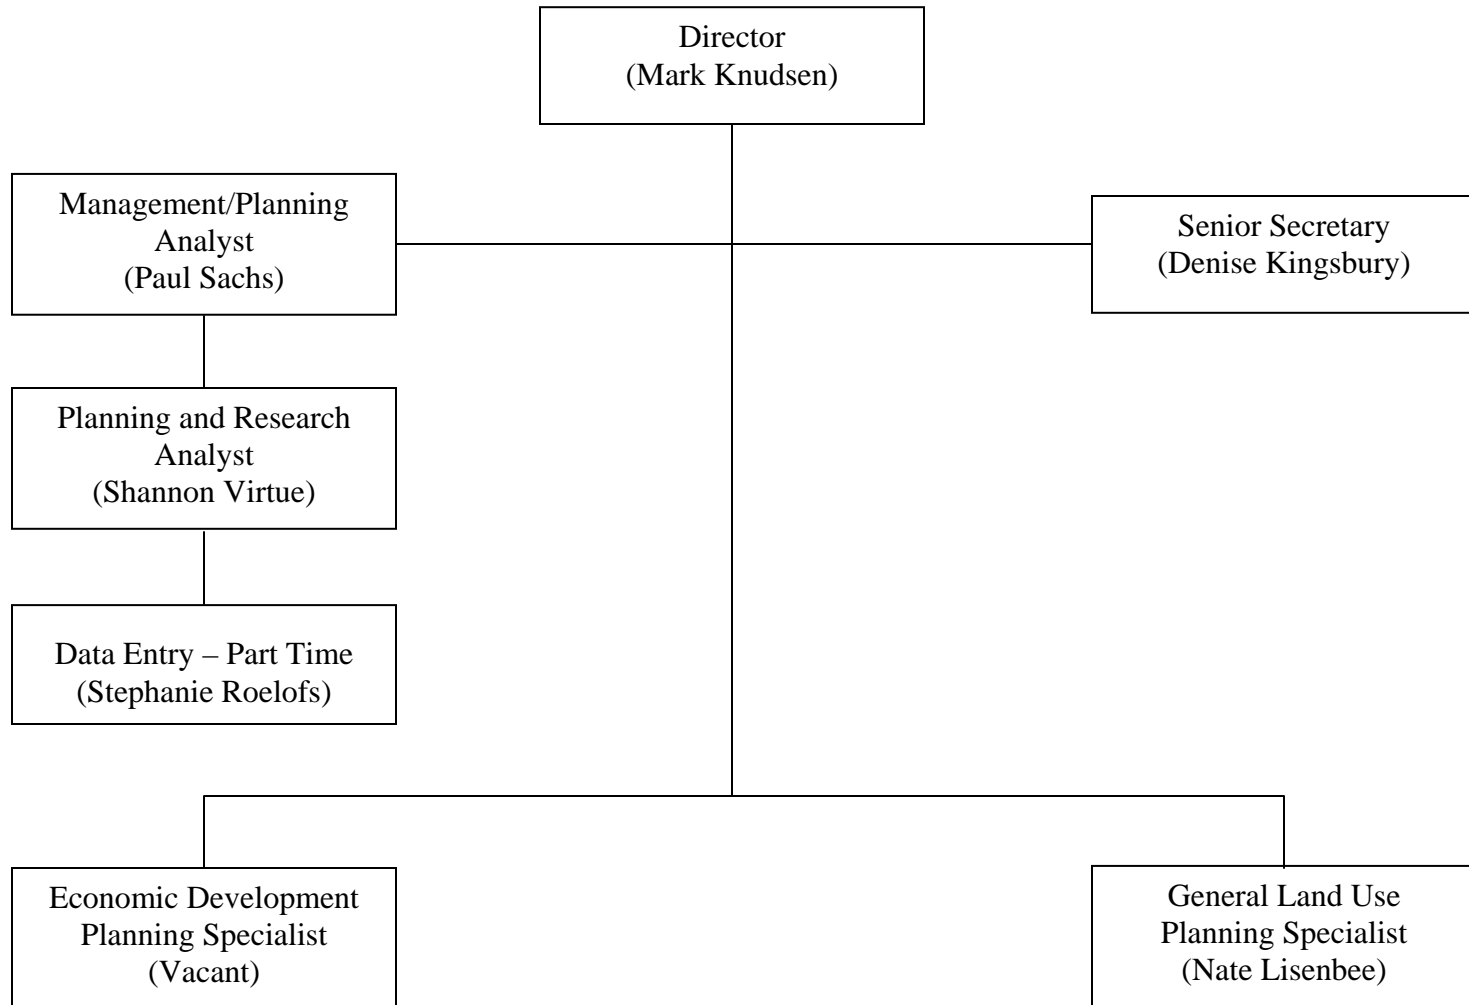 Director
(Mark Knudsen)
Management/Planning
Analyst
(Paul Sachs)
Senior Secretary
(Denise Kingsbury)
Planning and Research
Analyst
(Shannon Virtue)
Data Entry – Part Time
(Stephanie Roelofs)
Economic Development
Planning Specialist
(Vacant)
General Land Use
Planning Specialist
(Nate Lisenbee)